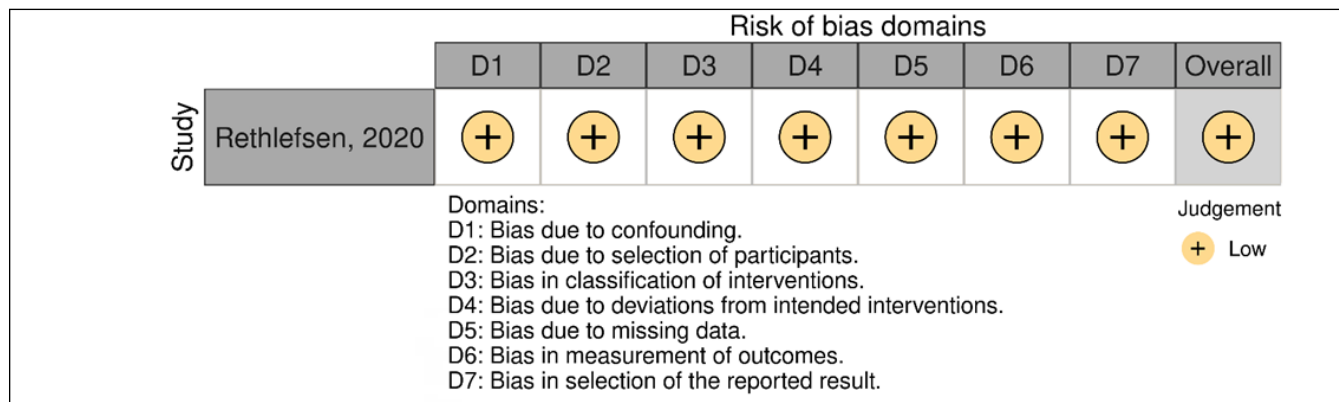 Risk of bias domains
D1 D2 D3 D4 D5 D6 D7 Overall
Study
Rethlefsen, 2020 + + + + + + + +
Domains:
D1: Bias due to confounding.
D2: Bias due to selection of participants.
D3: Bias in classification of interventions.
D4: Bias due to deviations from intended interventions.
D5: Bias due to missing data.
D6: Bias in measurement of outcomes.
D7: Bias in selection of the reported result.
Judgement
+ Low